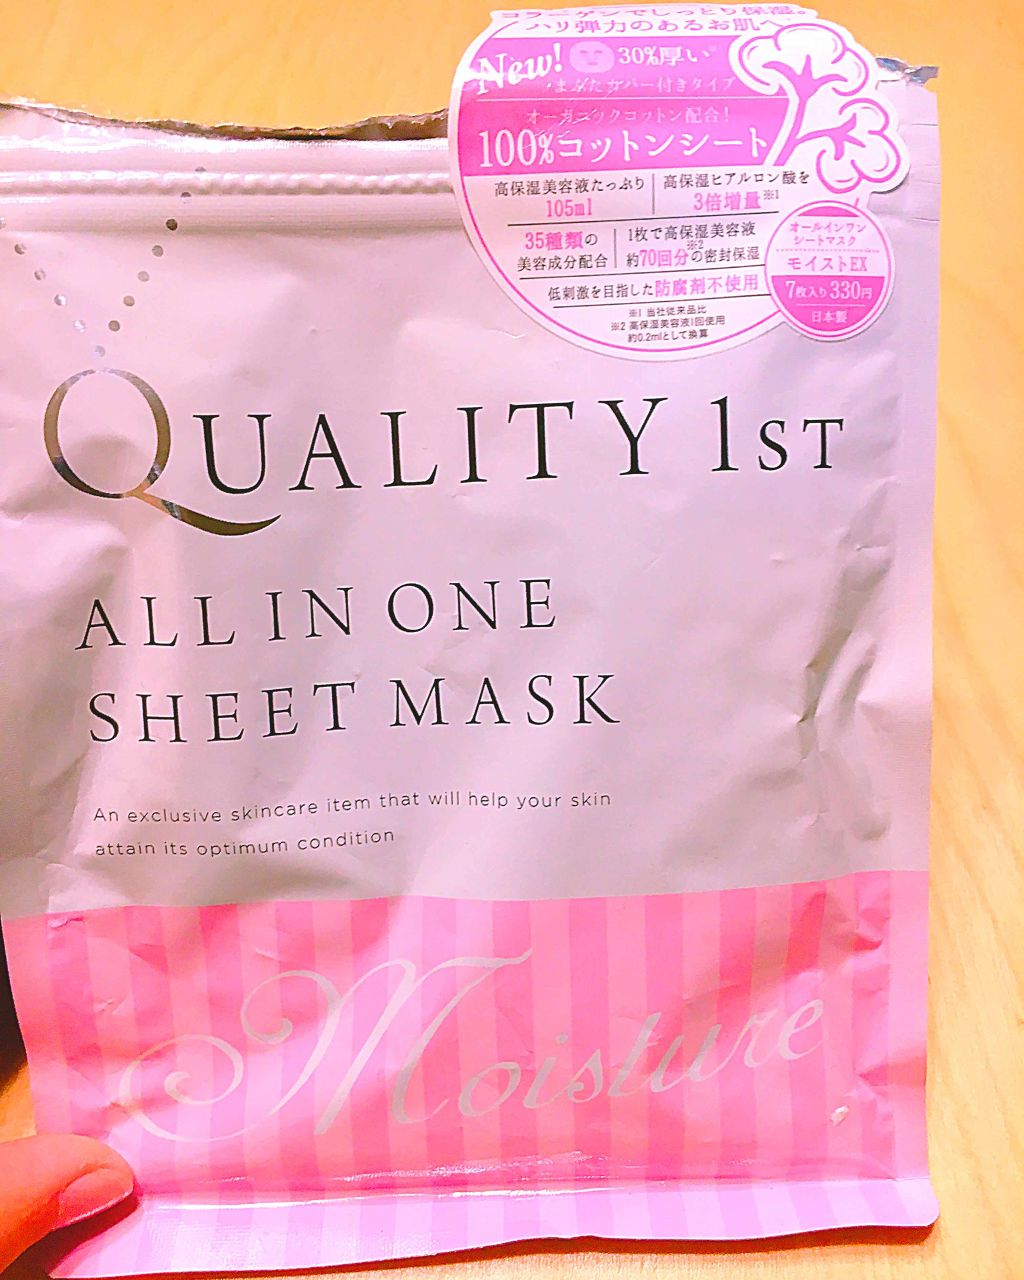 コラーゲンでしっとり保湿。
ハリ弾力のあるお肌へ
New! 30%厚い※
まぶたカバー付きタイプ
オーガニックコットン配合!
100%コットンシート
高保湿美容液たっぷり
105ml
高保湿ヒアルロン酸を
3倍増量※1
35種類の
美容成分配合
1枚で高保湿美容液
※2
約70回分の密封保湿
低刺激を目指した防腐剤不使用
※1 当社従来品比
※2 高保湿美容液1回使用
約0.2mlとして換算
オールインワン
シートマスク
モイストEX
7枚入り330円
日本製
QUALITY 1ST
ALL IN ONE
SHEET MASK
An exclusive skincare item that will help your skin
attain its optimum condition
Moisture